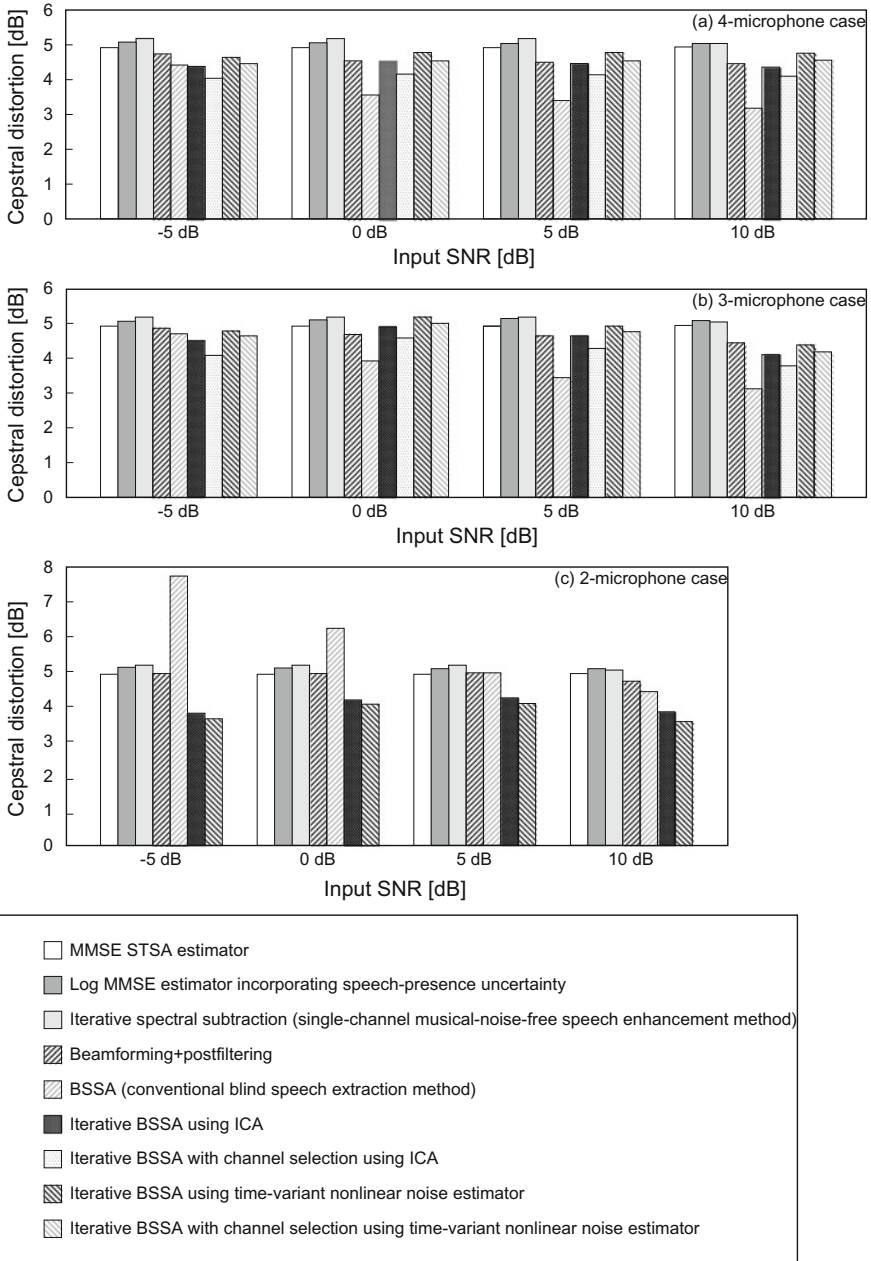 (a) 4-microphone case
Cepstral distortion [dB]
6
5
4
3
2
1
0
-5 dB 0 dB 5 dB 10 dB
Input SNR [dB]
(b) 3-microphone case
Cepstral distortion [dB]
6
5
4
3
2
1
0
-5 dB 0 dB 5 dB 10 dB
Input SNR [dB]
(c) 2-microphone case
Cepstral distortion [dB]
8
7
6
5
4
3
2
1
0
-5 dB 0 dB 5 dB 10 dB
Input SNR [dB]
MMSE STSA estimator
Log MMSE estimator incorporating speech-presence uncertainty
Iterative spectral subtraction (single-channel musical-noise-free speech enhancement method)
Beamforming+postfiltering
BSSA (conventional blind speech extraction method)
Iterative BSSA using ICA
Iterative BSSA with channel selection using ICA
Iterative BSSA using time-variant nonlinear noise estimator
Iterative BSSA with channel selection using time-variant nonlinear noise estimator